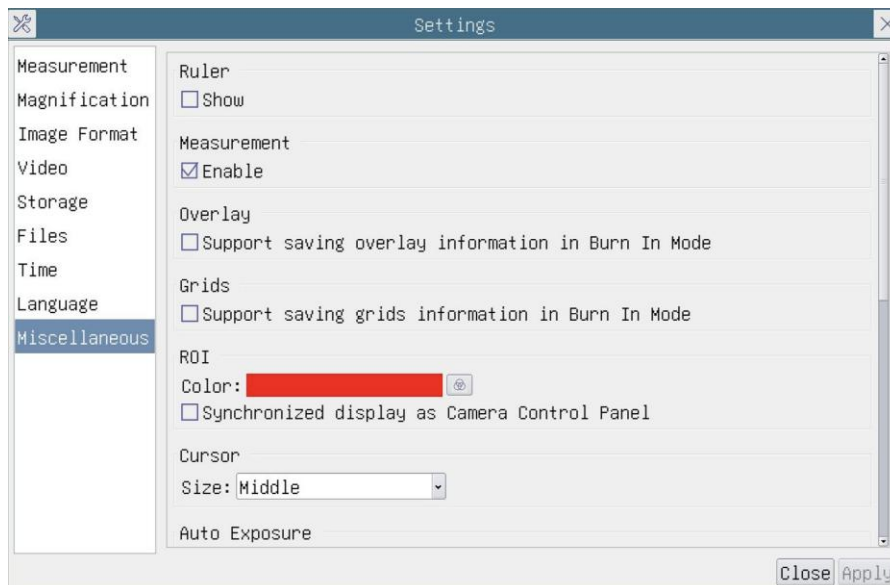 Settings
Measurement
Magnification
Image Format
Video
Storage
Files
Time
Language
Miscellaneous
Ruler
Show
Measurement
Enable
Overlay
Support saving overlay information in Burn In Mode
Grids
Support saving grids information in Burn In Mode
ROI
Color:
Synchronized display as Camera Control Panel
Cursor
Size: Middle
Auto Exposure
Close Apply